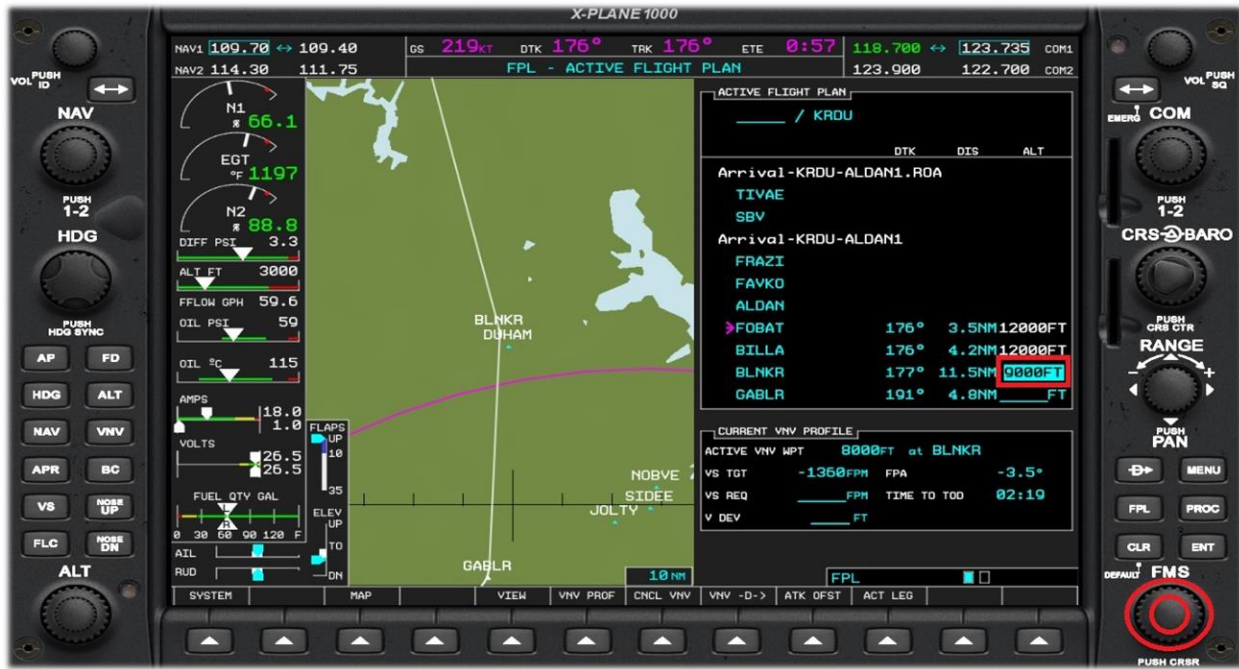 X-PLANE 1000
NAV1 109.70 ↔ 109.40
NAV2 114.30 111.75
GS 219KT DTK 176° TRK 176° ETE 0:57
FPL - ACTIVE FLIGHT PLAN
118.700 ↔ 123.735 COM1
123.900 122.700 COM2
VOL PUSH ID
NAV
PUSH 1-2
HDG
PUSH HDG SYNC
AP FD
HDG ALT
NAV VNV
APR BC
VS NOSE UP
FLC NOSE DN
ALT
N1
% 66.1
EGT
°F 1197
N2
% 88.8
DIFF PSI 3.3
ALT FT 3000
FFLOW GPH 59.6
OIL PSI 59
OIL °C 115
AMPS
18.0
1.0
VOLTS
26.5
26.5
FUEL QTY GAL
L
R
0 30 60 90 120 F
AIL
RUD
FLAPS
UP
10
35
ELEV
UP
TO
DN
BLNKR
DUHAM
NOBVE
SIDEE
JOLTY
GABLR
10 NM
ACTIVE FLIGHT PLAN
_____ / KRDU
DTK DIS ALT
Arrival-KRDU-ALDAN1.ROA
TIVAE
SBV
Arrival-KRDU-ALDAN1
FRAZI
FAVKO
ALDAN
FOBAT 176° 3.5NM 12000FT
BILLA 176° 4.2NM 12000FT
BLNKR 177° 11.5NM 9000FT
GABLR 191° 4.8NM _____FT
CURRENT VNV PROFILE
ACTIVE VNV WPT 8000FT at BLNKR
VS TGT -1360FPM FPA -3.5°
VS REQ _____FPM TIME TO TOD 02:19
V DEV _____FT
FPL
SYSTEM MAP VIEW VNV PROF CNCL VNV VNV -D-> ATK OFST ACT LEG
VOL PUSH SQ
EMERG COM
PUSH 1-2
CRS BARO
PUSH CRS CTR
RANGE
- +
PUSH PAN
D MENU
FPL PROC
CLR ENT
DEFAULT FMS
PUSH CRSR